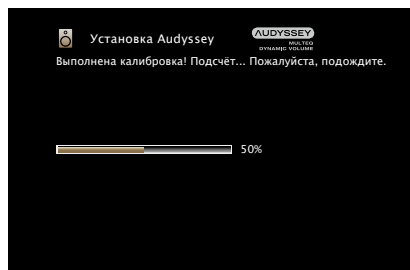 Установка Audyssey
AUDYSSEY
MULTEQ
DYNAMIC VOLUME
Выполнена калибровка! Подсчёт... Пожалуйста, подождите.
50%